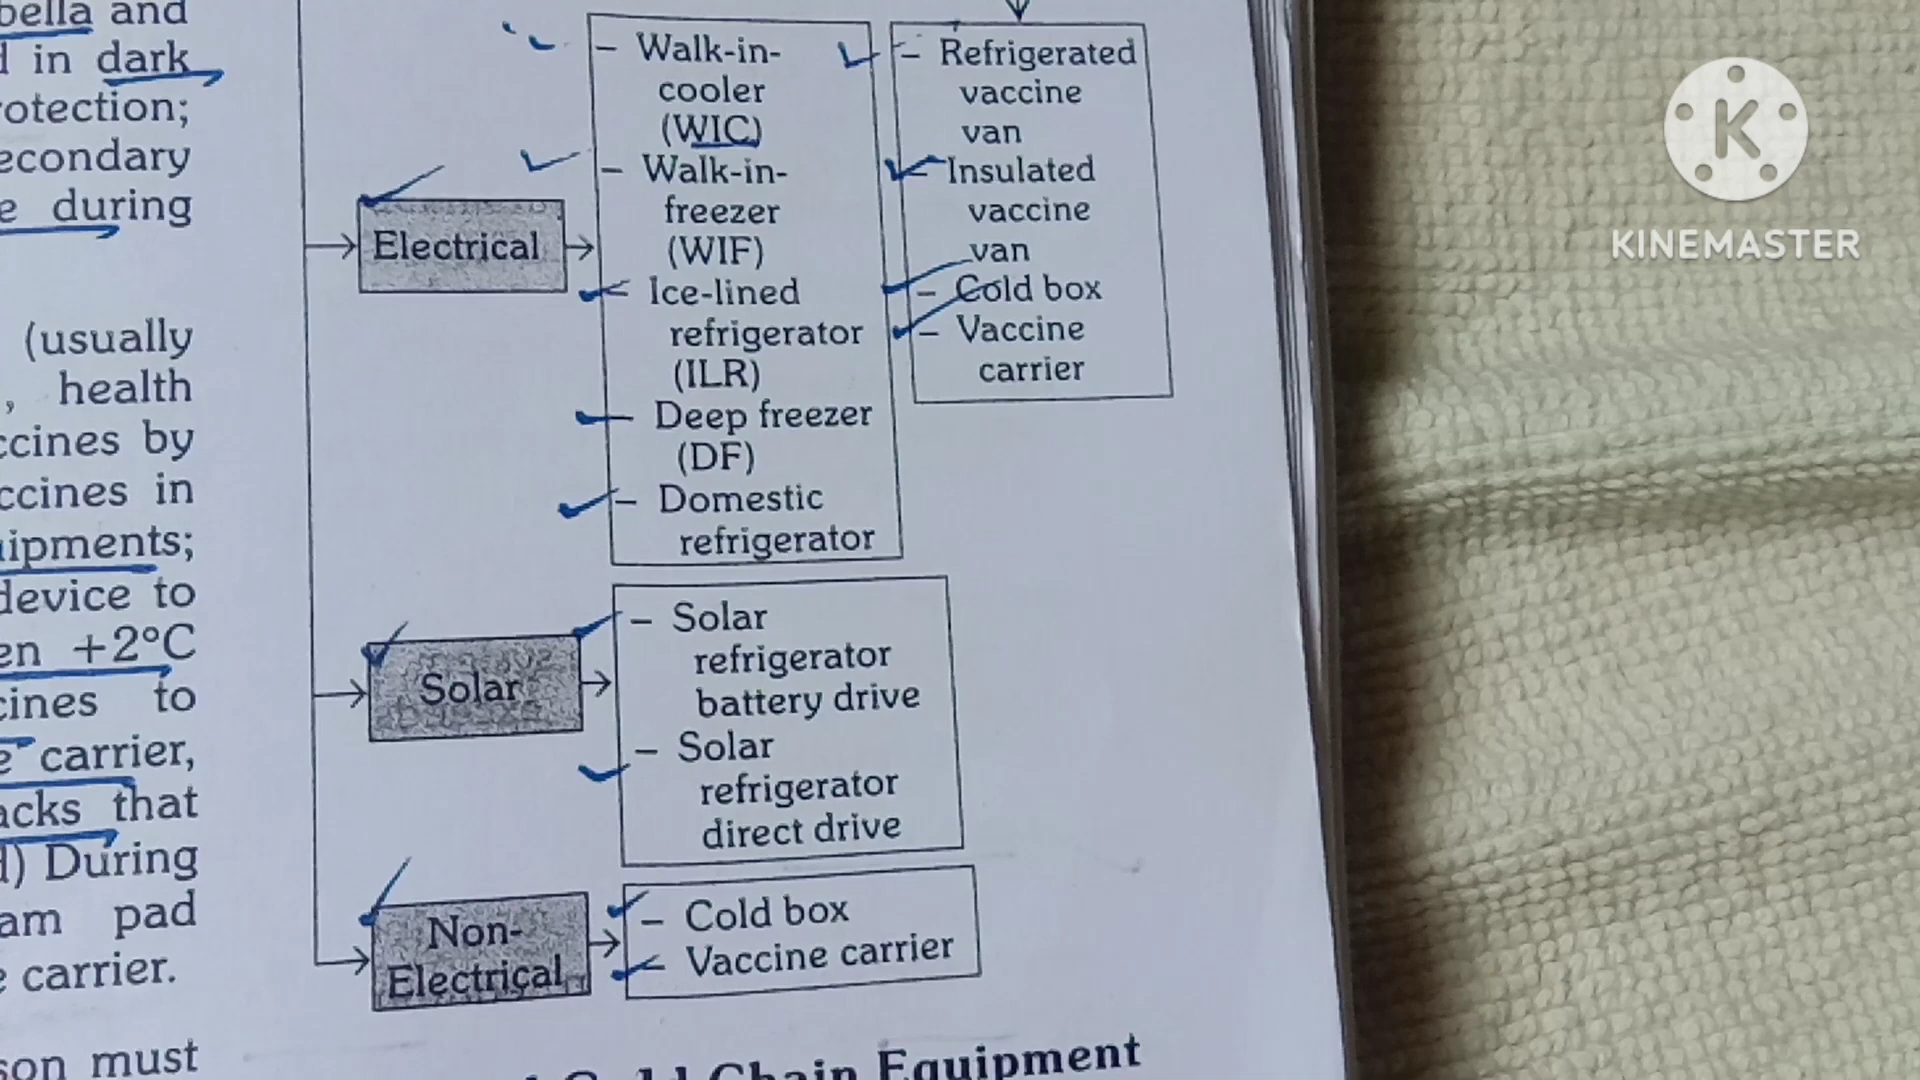 bella and
in dark
otection;
econdary
e during
(usually
, health
ccines by
ccines in
uipments;
device to
en +2°C
cines to
e carrier,
acks that
d) During
am pad
e carrier.
son must
Electrical
– Walk-in-
cooler
(WIC)
– Walk-in-
freezer
(WIF)
– Ice-lined
refrigerator
(ILR)
– Deep freezer
(DF)
– Domestic
refrigerator
– Refrigerated
vaccine
van
– Insulated
vaccine
van
– Cold box
– Vaccine
carrier
Solar
– Solar
refrigerator
battery drive
– Solar
refrigerator
direct drive
Non-
Electrical
– Cold box
– Vaccine carrier
Cold Chain Equipment
K
KINEMASTER